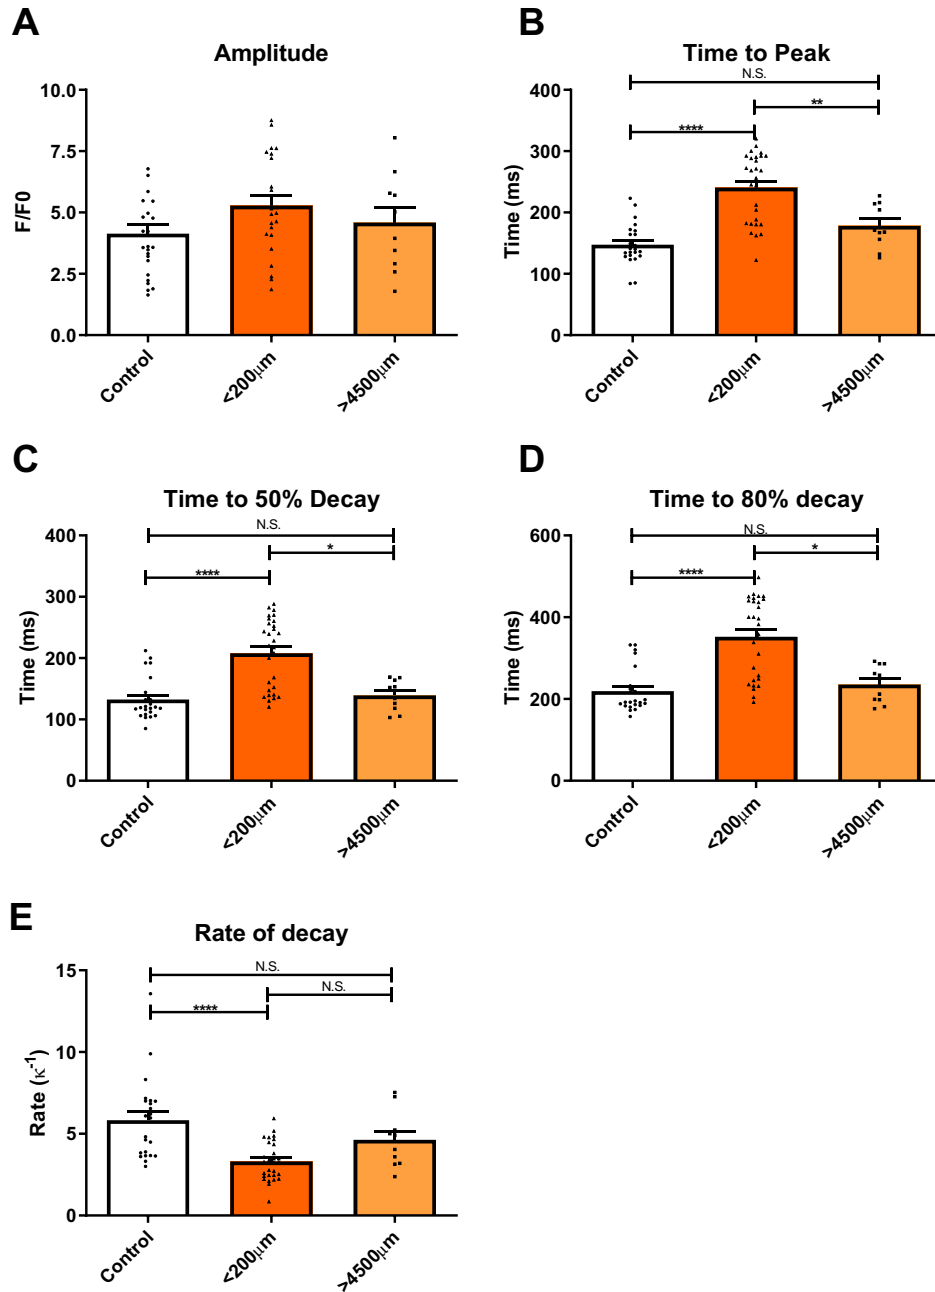 A
Amplitude
10.0
7.5
5.0
2.5
0.0
F/F0
Control
<200μm
>4500μm
B
Time to Peak
N.S.
**
****
400
300
200
100
0
Time (ms)
Control
<200μm
>4500μm
C
Time to 50% Decay
N.S.
*
****
400
300
200
100
0
Time (ms)
Control
<200μm
>4500μm
D
Time to 80% decay
N.S.
*
****
600
400
200
0
Time (ms)
Control
<200μm
>4500μm
E
Rate of decay
N.S.
N.S.
****
15
10
5
0
Rate (κ-1)
Control
<200μm
>4500μm